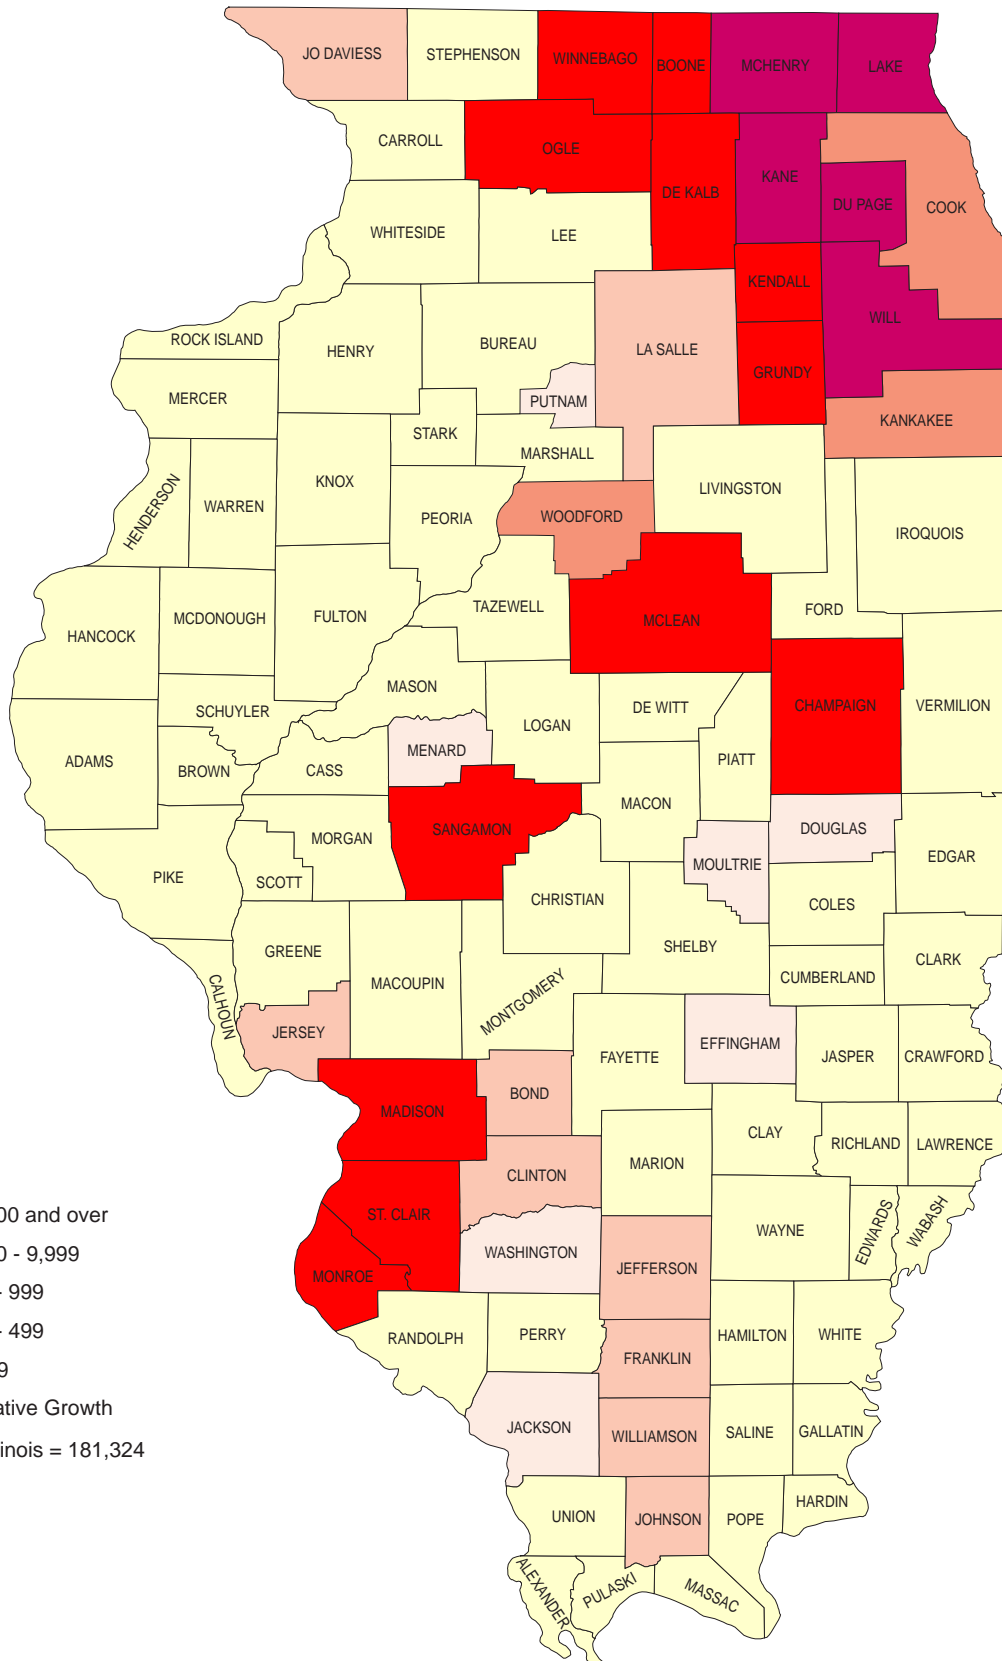 JO DAVIESS
STEPHENSON
WINNEBAGO
BOONE
MCHENRY
LAKE
CARROLL
OGLE
DE KALB
KANE
DU PAGE
COOK
WHITESIDE
LEE
KENDALL
WILL
ROCK ISLAND
HENRY
BUREAU
LA SALLE
GRUNDY
MERCER
PUTNAM
KANKAKEE
STARK
MARSHALL
HENDERSON
WARREN
KNOX
PEORIA
WOODFORD
LIVINGSTON
IROQUOIS
HANCOCK
MCDONOUGH
FULTON
TAZEWELL
MCLEAN
FORD
MASON
SCHUYLER
LOGAN
DE WITT
CHAMPAIGN
VERMILION
ADAMS
BROWN
CASS
MENARD
PIATT
MACON
MORGAN
SANGAMON
DOUGLAS
EDGAR
PIKE
SCOTT
CHRISTIAN
MOULTRIE
COLES
GREENE
MACOUPIN
MONTGOMERY
SHELBY
CUMBERLAND
CLARK
CALHOUN
JERSEY
FAYETTE
EFFINGHAM
JASPER
CRAWFORD
MADISON
BOND
CLAY
RICHLAND
LAWRENCE
MARION
CLINTON
ST. CLAIR
WAYNE
EDWARDS
WABASH
MONROE
WASHINGTON
JEFFERSON
RANDOLPH
PERRY
HAMILTON
WHITE
FRANKLIN
JACKSON
WILLIAMSON
SALINE
GALLATIN
UNION
JOHNSON
POPE
HARDIN
ALEXANDER
PULASKI
MASSAC
00 and over
0 - 9,999
- 999
- 499
9
ative Growth
inois = 181,324